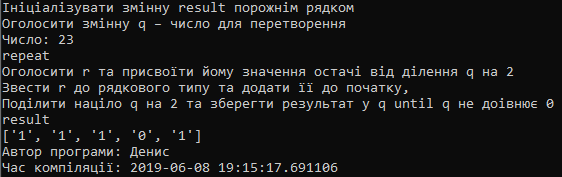 Ініціалізувати змінну result порожнім рядком
Оголосити змінну q – число для перетворення
Число: 23
repeat
Оголосити r та присвоїти йому значення остачі від ділення q на 2
Звести r до рядкового типу та додати її до початку,
Поділити націло q на 2 та зберегти результат у q until q не доівнює 0
result
['1', '1', '1', '0', '1']
Автор програми: Денис
Час компіляції: 2019-06-08 19:15:17.691106